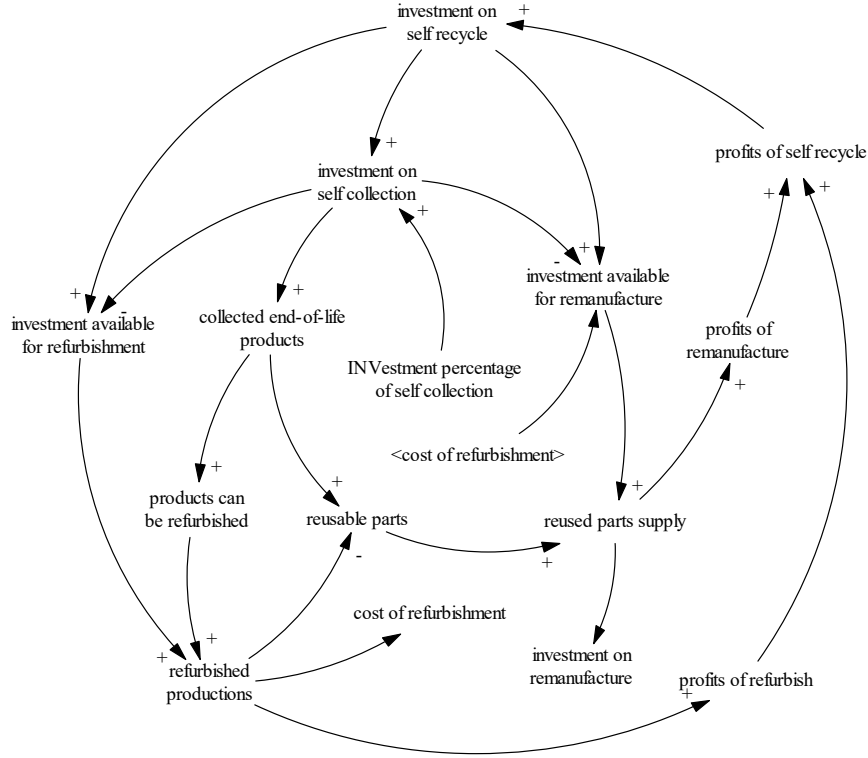 investment on
self recycle
+
+
profits of self recycle
investment on
self collection
+
+
+
+
-
investment available
for remanufacture
+
-
investment available
for refurbishment
+
collected end-of-life
products
profits of
remanufacture
+
INVestment percentage
of self collection
<cost of refurbishment>
+
products can
be refurbished
+
reusable parts
-
+
reused parts supply
+
cost of refurbishment
+
+
refurbished
productions
investment on
remanufacture
profits of refurbish
+